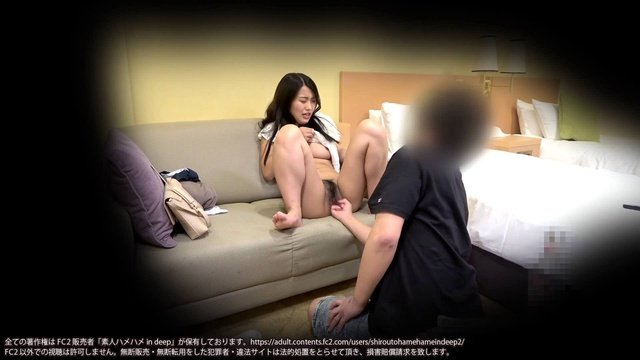 全ての著作権は FC2 販売者「素人ハメハメ in deep」が保有しております。https://adult.contents.fc2.com/users/shiroutohamehameindeep2/
FC2 以外での視聴は許可しません。無断販売・無断転用をした犯罪者・違法サイトは法的処置をとらせて頂き、損害賠償請求を致します。